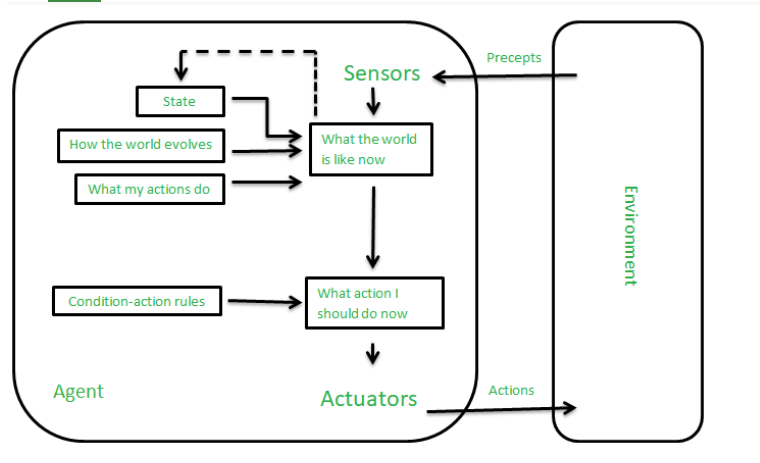 Precepts
Sensors
State
How the world evolves
What the world
is like now
What my actions do
Environment
Condition-action rules
What action I
should do now
Agent
Actuators
Actions